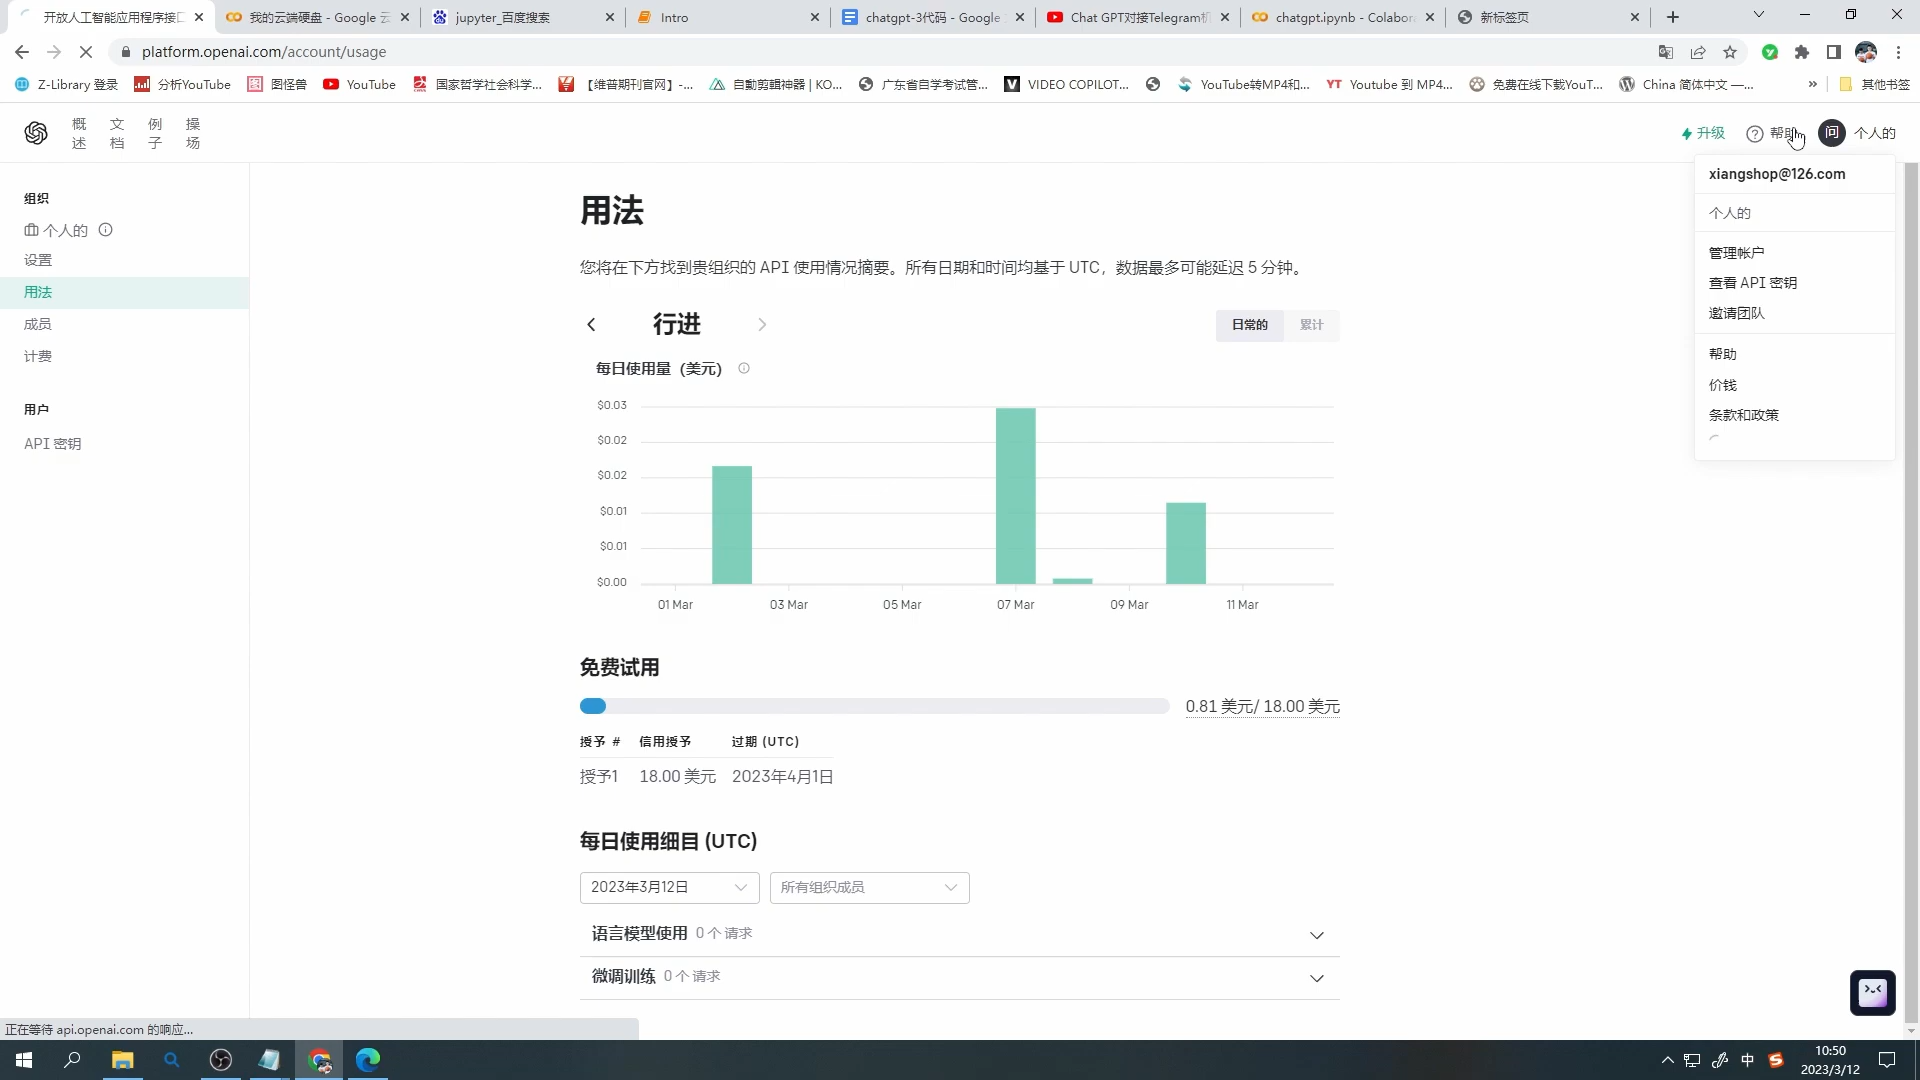 开放人工智能应用程序接口
我的云端硬盘 - Google 云
jupyter_百度搜索
Intro
chatgpt-3代码 - Google
Chat GPT对接Telegram机
chatgpt.ipynb - Colabora
新标签页
platform.openai.com/account/usage
Z-Library 登录
分析YouTube
图怪兽
YouTube
国家哲学社会科学...
【维普期刊官网】-...
自動剪輯神器 | KO...
广东省自学考试管...
VIDEO COPILOT...
YouTube转MP4和...
YT Youtube 到 MP4...
免费在线下载YouT...
China 简体中文 —...
»
其他书签
概述
文档
例子
操场
升级
帮助
问
个人的
xiangshop@126.com
个人的
管理帐户
查看 API 密钥
邀请团队
帮助
价钱
条款和政策
组织
个人的
设置
用法
成员
计费
用户
API 密钥
用法
您将在下方找到贵组织的 API 使用情况摘要。所有日期和时间均基于 UTC，数据最多可能延迟 5 分钟。
行进
日常的
累计
每日使用量（美元）
$0.03
$0.02
$0.02
$0.01
$0.01
$0.00
01 Mar
03 Mar
05 Mar
07 Mar
09 Mar
11 Mar
免费试用
0.81 美元/ 18.00 美元
授予 # 信用授予 过期 (UTC)
授予1 18.00 美元 2023年4月1日
每日使用细目 (UTC)
2023年3月12日
所有组织成员
语言模型使用 0 个 请求
微调训练 0 个 请求
正在等待 api.openai.com 的响应...
中
10:50
2023/3/12